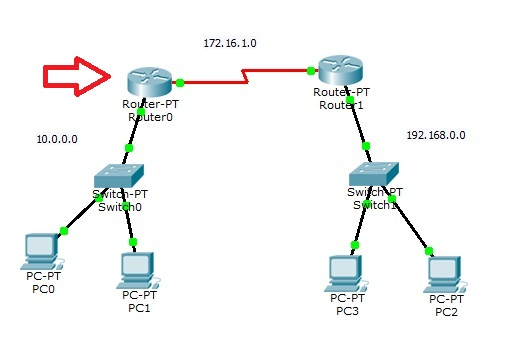 172.16.1.0
Router-PT
Router0
Router-PT
Router1
10.0.0.0
192.168.0.0
Switch-PT
Switch0
Switch-PT
Switch1
PC-PT
PC0
PC-PT
PC1
PC-PT
PC3
PC-PT
PC2